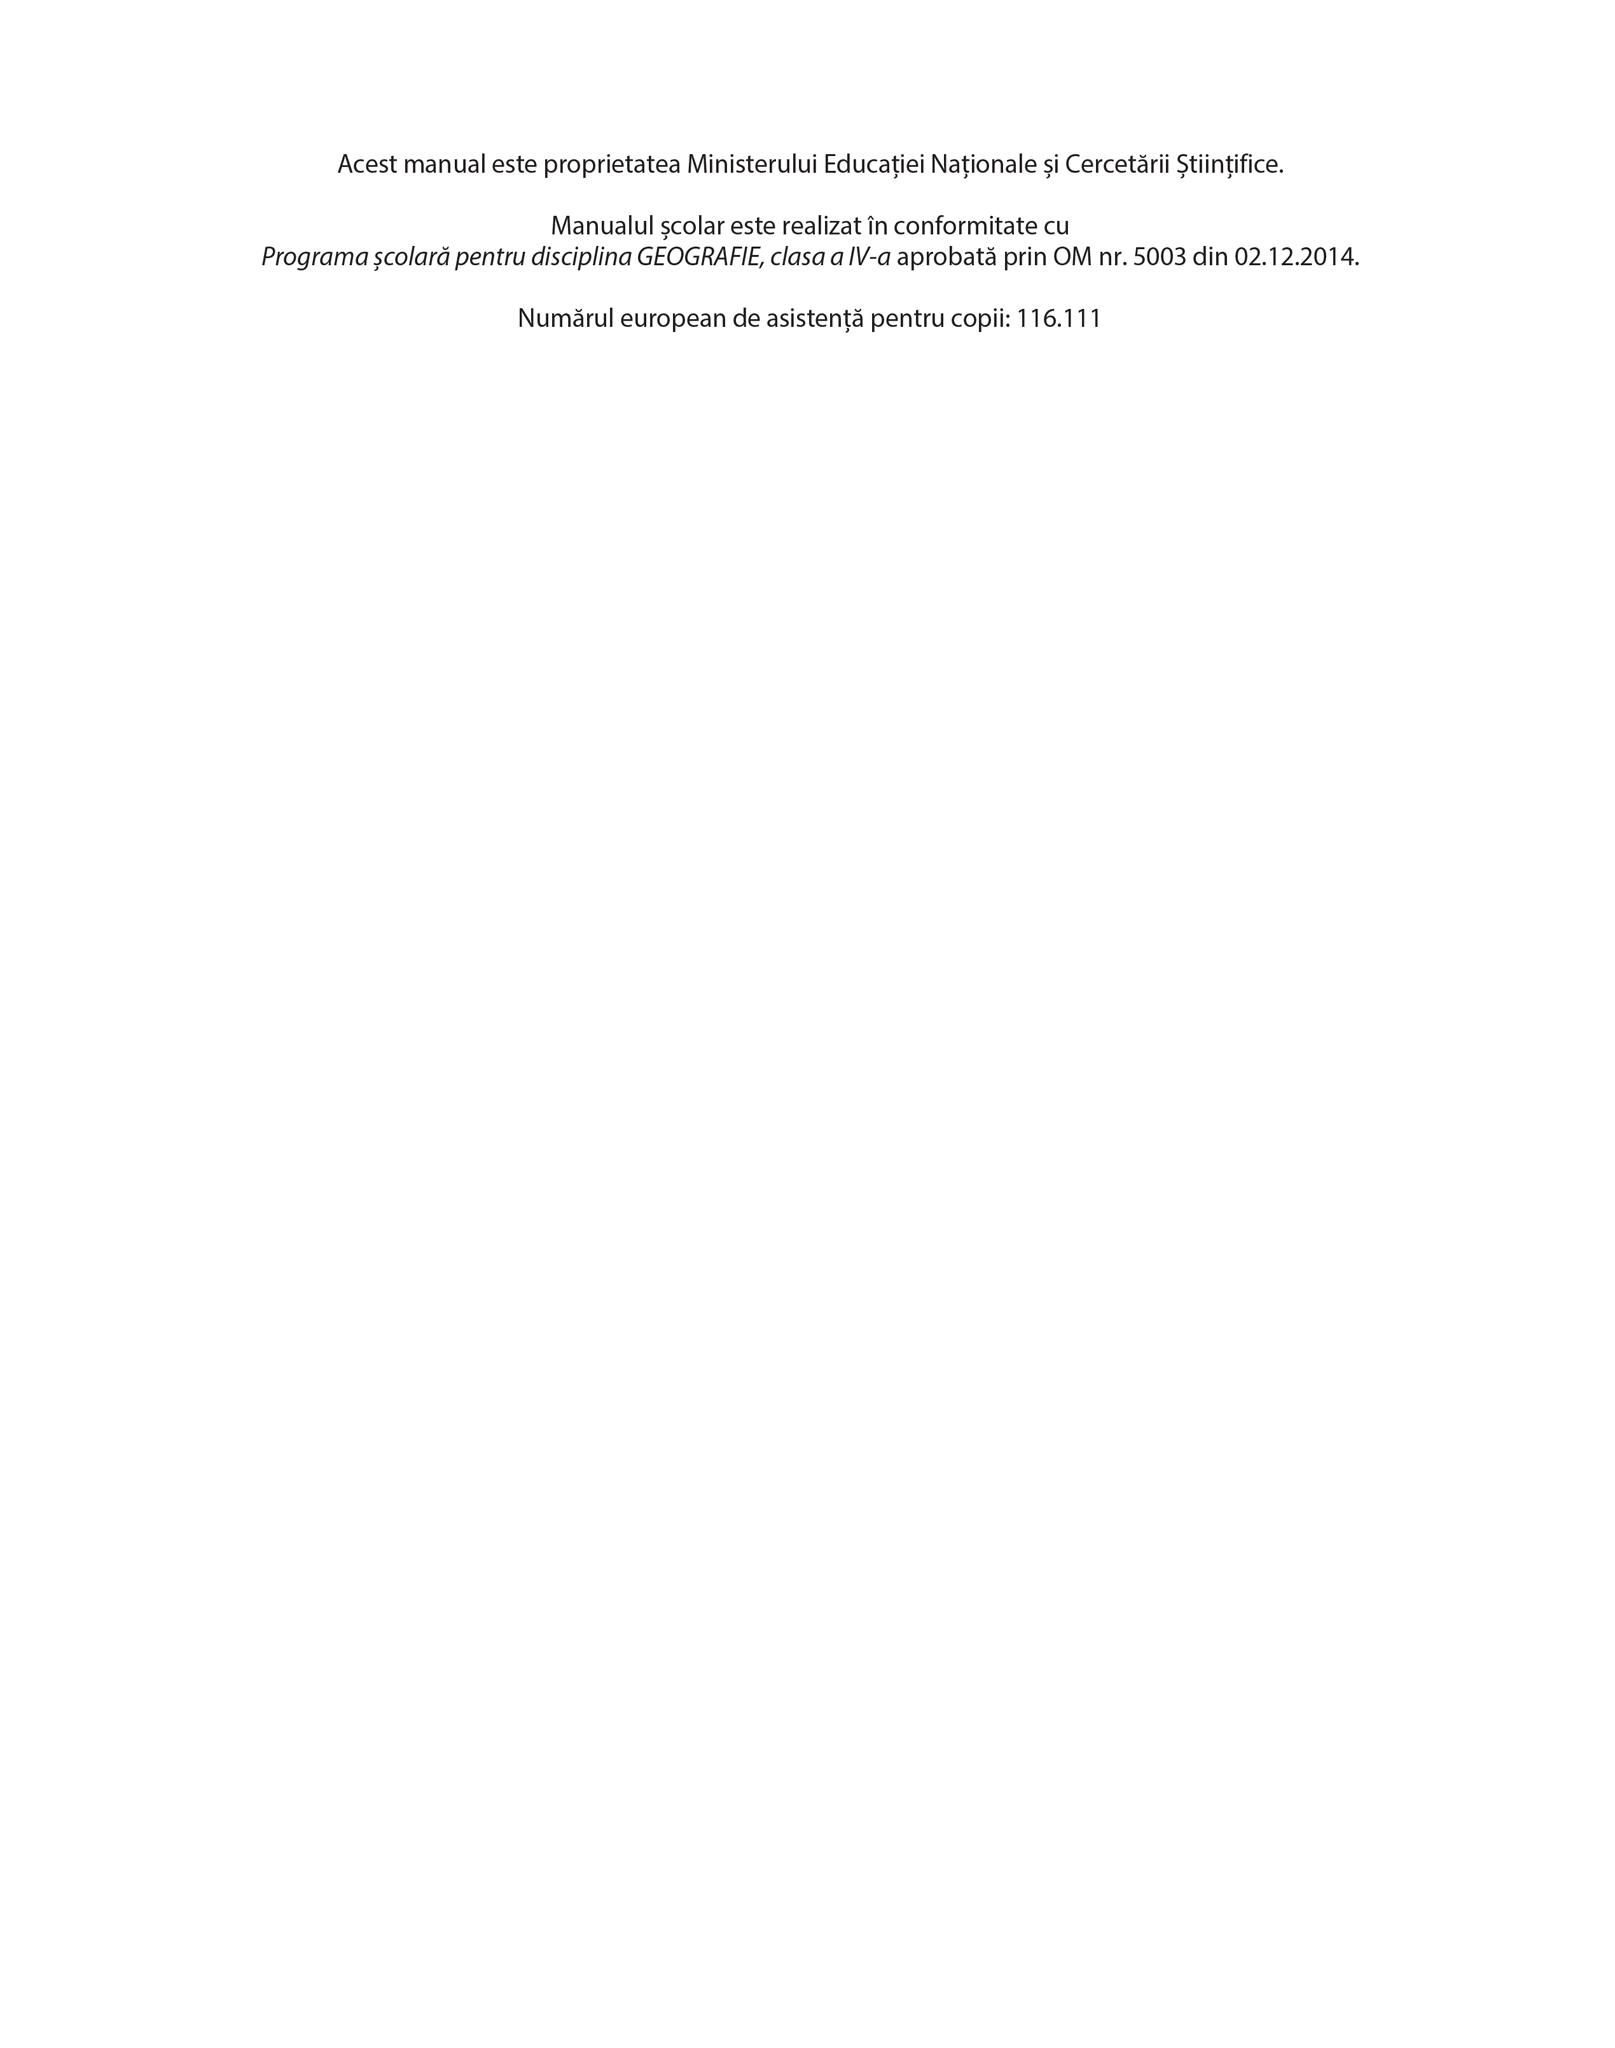 Acest manual este proprietatea Ministerului Educației Naționale și Cercetării Științifice.
Manualul școlar este realizat în conformitate cu
Programa școlară pentru disciplina GEOGRAFIE, clasa a IV-a aprobată prin OM nr. 5003 din 02.12.2014.
Numărul european de asistență pentru copii: 116.111